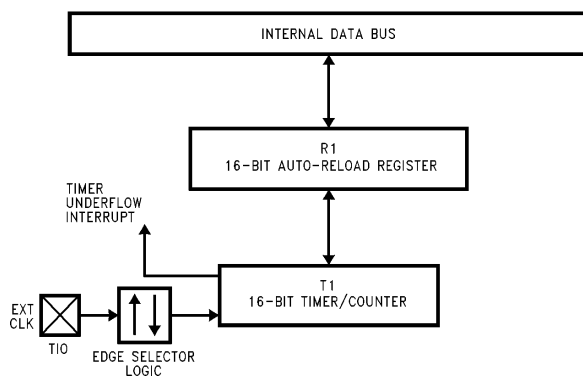 INTERNAL DATA BUS
R1
16-BIT AUTO-RELOAD REGISTER
TIMER
UNDERFLOW
INTERRUPT
T1
16-BIT TIMER/COUNTER
EXT
CLK
TIO
EDGE SELECTOR
LOGIC